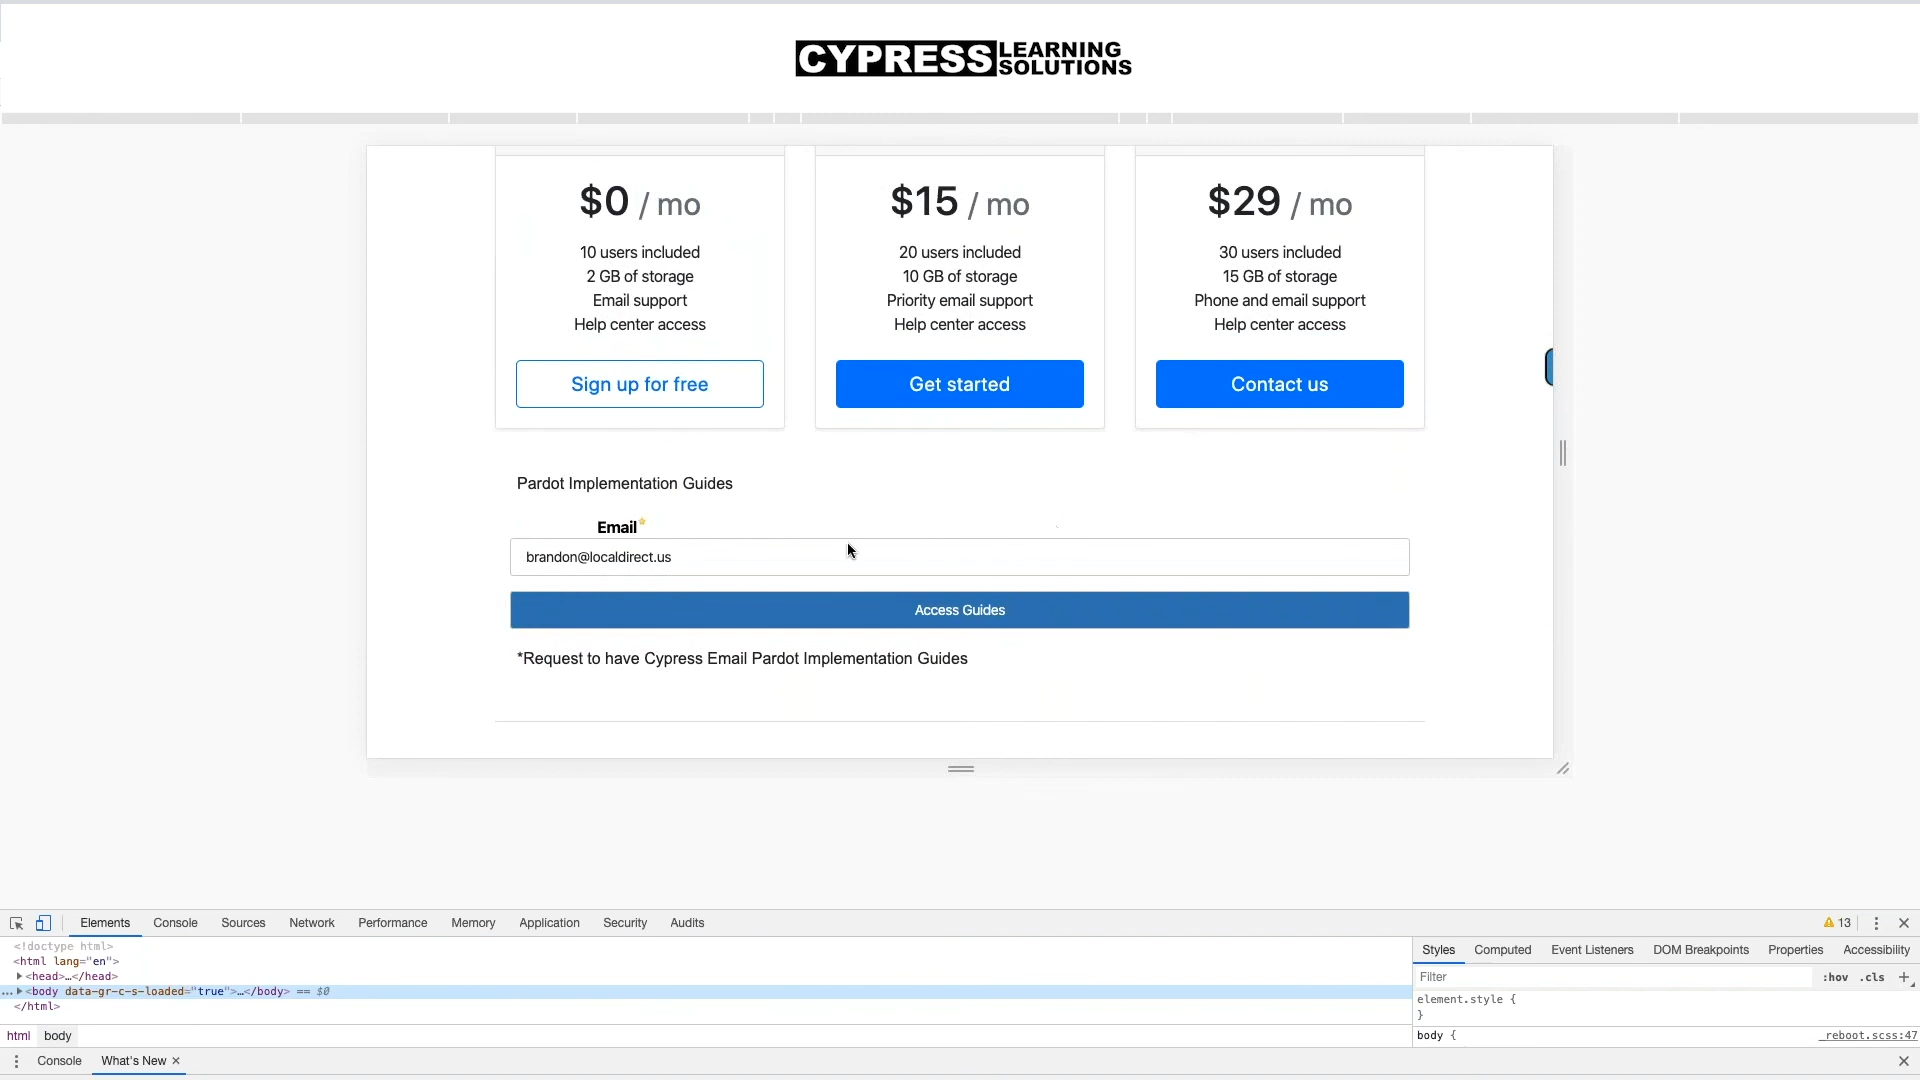 CYPRESS LEARNING SOLUTIONS
$0 / mo
10 users included
2 GB of storage
Email support
Help center access
Sign up for free
$15 / mo
20 users included
10 GB of storage
Priority email support
Help center access
Get started
$29 / mo
30 users included
15 GB of storage
Phone and email support
Help center access
Contact us
Pardot Implementation Guides
Email*
brandon@localdirect.us
Access Guides
*Request to have Cypress Email Pardot Implementation Guides
Elements Console Sources Network Performance Memory Application Security Audits 13
<!doctype html>
<html lang="en">
<head>…</head>
<body data-gr-c-s-loaded="true">…</body> == $0
</html>
html body
Styles Computed Event Listeners DOM Breakpoints Properties Accessibility
Filter :hov .cls +
element.style {
}
body { _reboot.scss:47
Console What's New ×